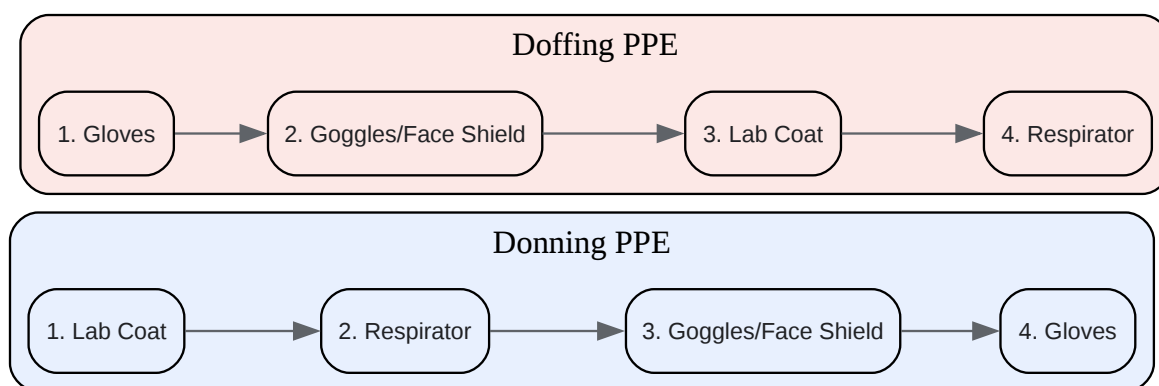 Doffing PPE
1. Gloves
2. Goggles/Face Shield
3. Lab Coat
4. Respirator
Donning PPE
1. Lab Coat
2. Respirator
3. Goggles/Face Shield
4. Gloves